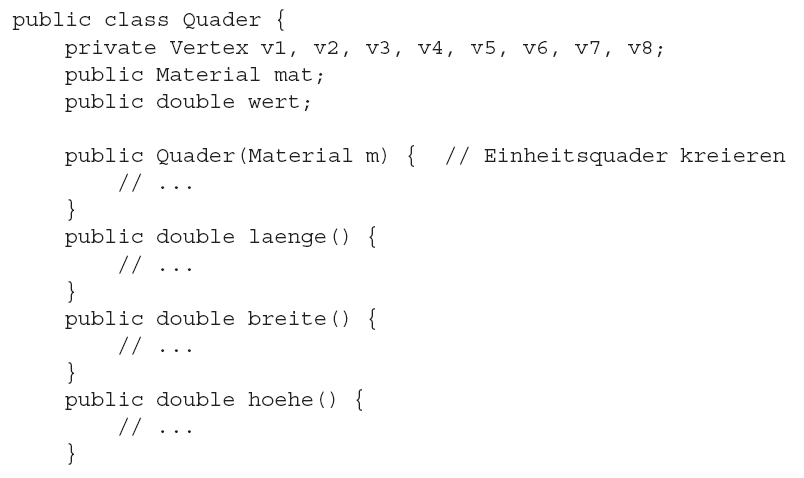 public class Quader {
    private Vertex v1, v2, v3, v4, v5, v6, v7, v8;
    public Material mat;
    public double wert;

    public Quader(Material m) {  // Einheitsquader kreieren
        // ...
    }
    public double laenge() {
        // ...
    }
    public double breite() {
        // ...
    }
    public double hoehe() {
        // ...
    }